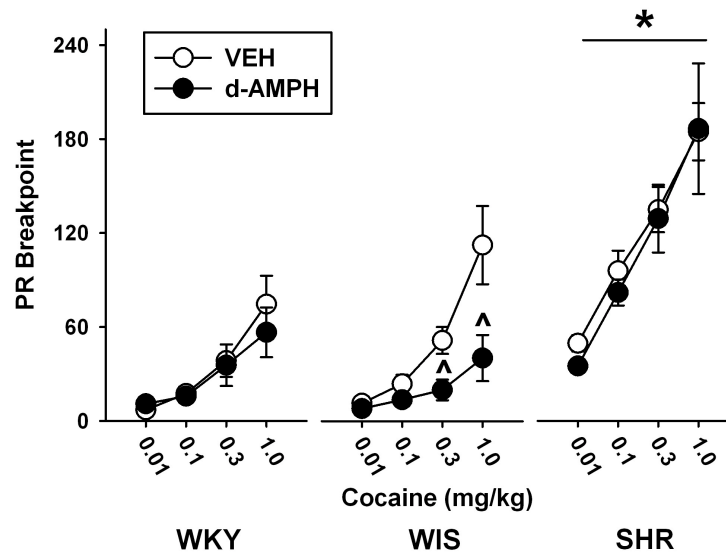 *
240
VEH
d-AMPH
180
PR Breakpoint
120
^
60
^
0
0.01 0.1 0.3 1.0 0.01 0.1 0.3 1.0 0.01 0.1 0.3 1.0
Cocaine (mg/kg)
WKY WIS SHR